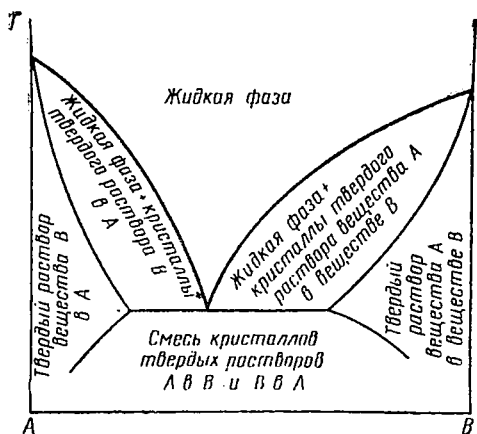 T
Жидкая фаза
Жидкая фаза + кристаллы
твердого раствора B
в A
Жидкая фаза +
кристаллы твердого
раствора вещества A
в веществе B
Твердый раствор
вещества B
в A
Твердый
раствор
вещества A
в веществе B
Смесь кристаллов
твердых растворов
A в B и B в A
A
B